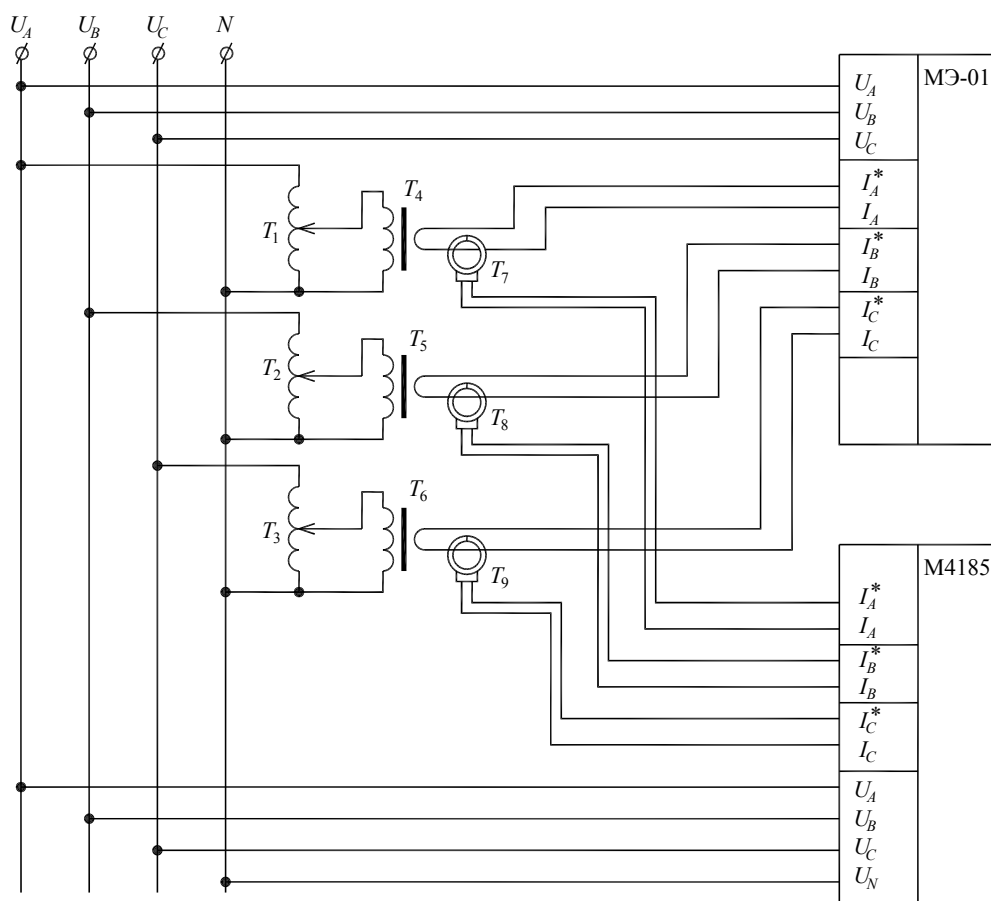 U_A U_B U_C N
МЭ-01
U_A
U_B
U_C
I_A*
I_A
I_B*
I_B
I_C*
I_C
T_1
T_4
T_7
T_2
T_5
T_8
T_3
T_6
T_9
М4185
I_A*
I_A
I_B*
I_B
I_C*
I_C
U_A
U_B
U_C
U_N